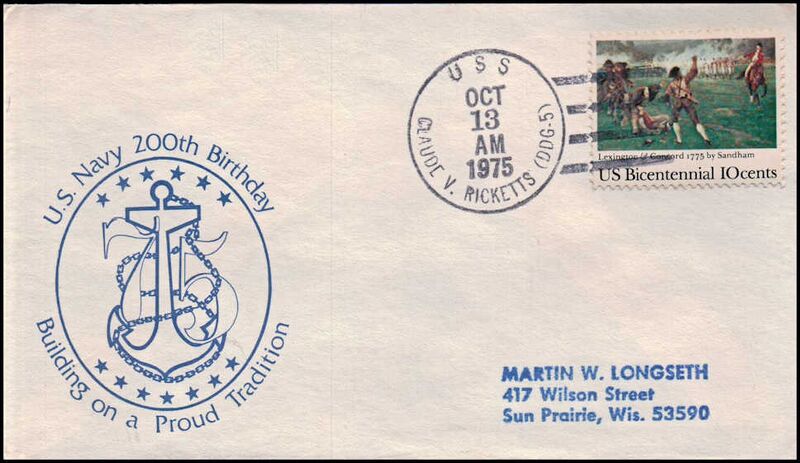 USS
OCT
13
AM
1975
CLAUDE V. RICKETTS (DDG-5)
Lexington & Concord 1775 by Sandham
US Bicentennial 10cents
U.S. Navy 200th Birthday
75
Building on a Proud Tradition
MARTIN W. LONGSETH
417 Wilson Street
Sun Prairie, Wis. 53590